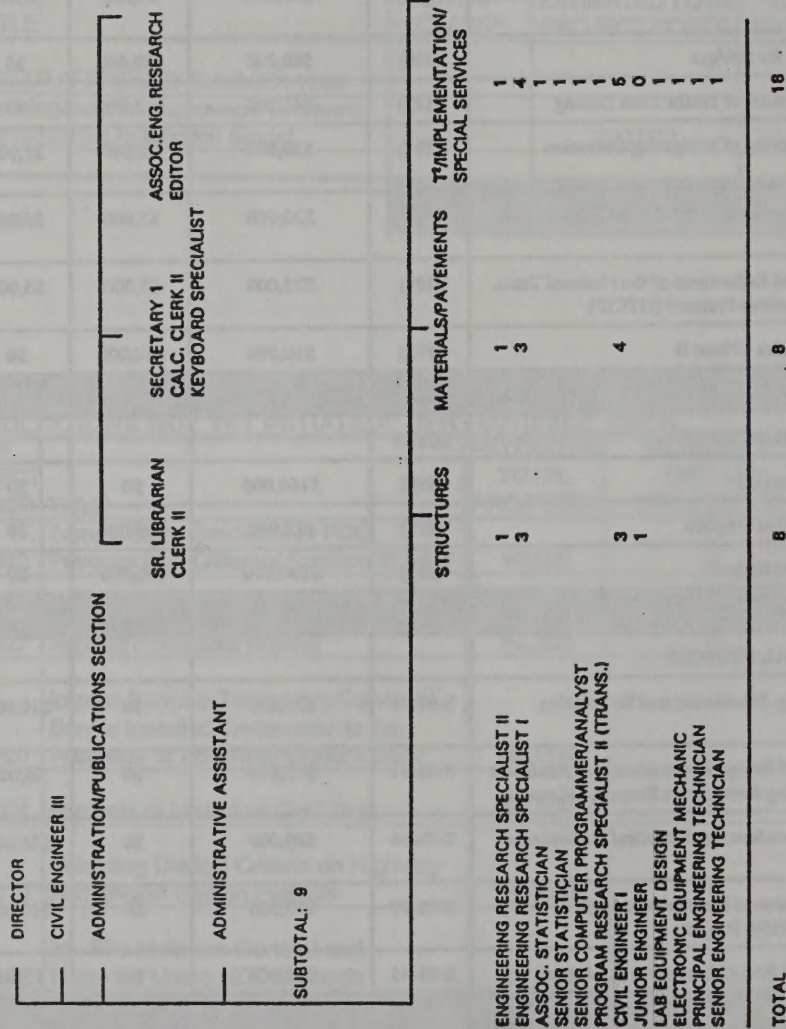 DIRECTOR
CIVIL ENGINEER III
ADMINISTRATION/PUBLICATIONS SECTION
SR. LIBRARIAN
CLERK II
SECRETARY 1
CALC. CLERK II
KEYBOARD SPECIALIST
ASSOC.ENG. RESEARCH
EDITOR
ADMINISTRATIVE ASSISTANT
SUBTOTAL: 9
STRUCTURES MATERIALS/PAVEMENTS T²/IMPLEMENTATION/
SPECIAL SERVICES
ENGINEERING RESEARCH SPECIALIST II 1 1 1
ENGINEERING RESEARCH SPECIALIST I 3 3 4
ASSOC. STATISTICIAN 1
SENIOR STATISTICIAN 1
SENIOR COMPUTER PROGRAMMER/ANALYST 1
PROGRAM RESEARCH SPECIALIST II (TRANS.) 1
CIVIL ENGINEER I 3 4 5
JUNIOR ENGINEER 1 0
LAB EQUIPMENT DESIGN 1
ELECTRONIC EQUIPMENT MECHANIC 1
PRINCIPAL ENGINEERING TECHNICIAN 1
SENIOR ENGINEERING TECHNICIAN 1
TOTAL 8 8 18